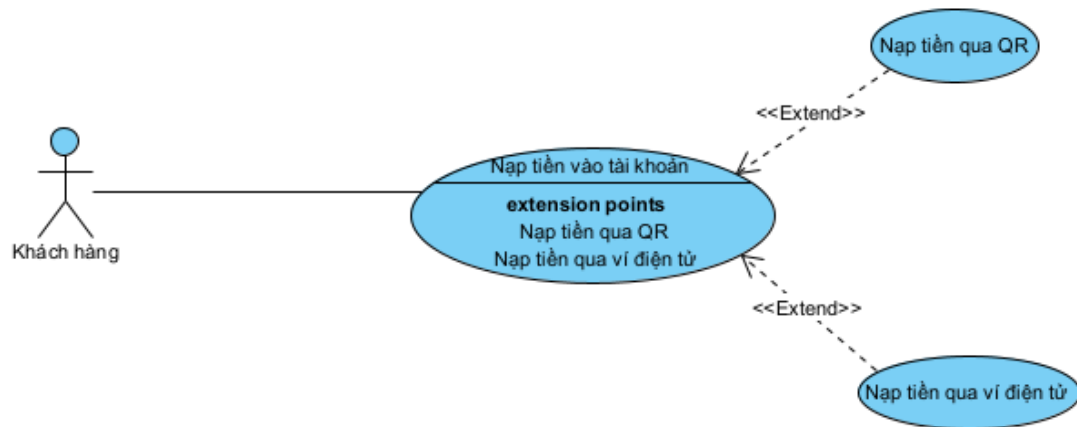 Nạp tiền qua QR
<<Extend>>
Nạp tiền vào tài khoản
extension points
Nạp tiền qua QR
Nạp tiền qua ví điện tử
Khách hàng
<<Extend>>
Nạp tiền qua ví điện tử